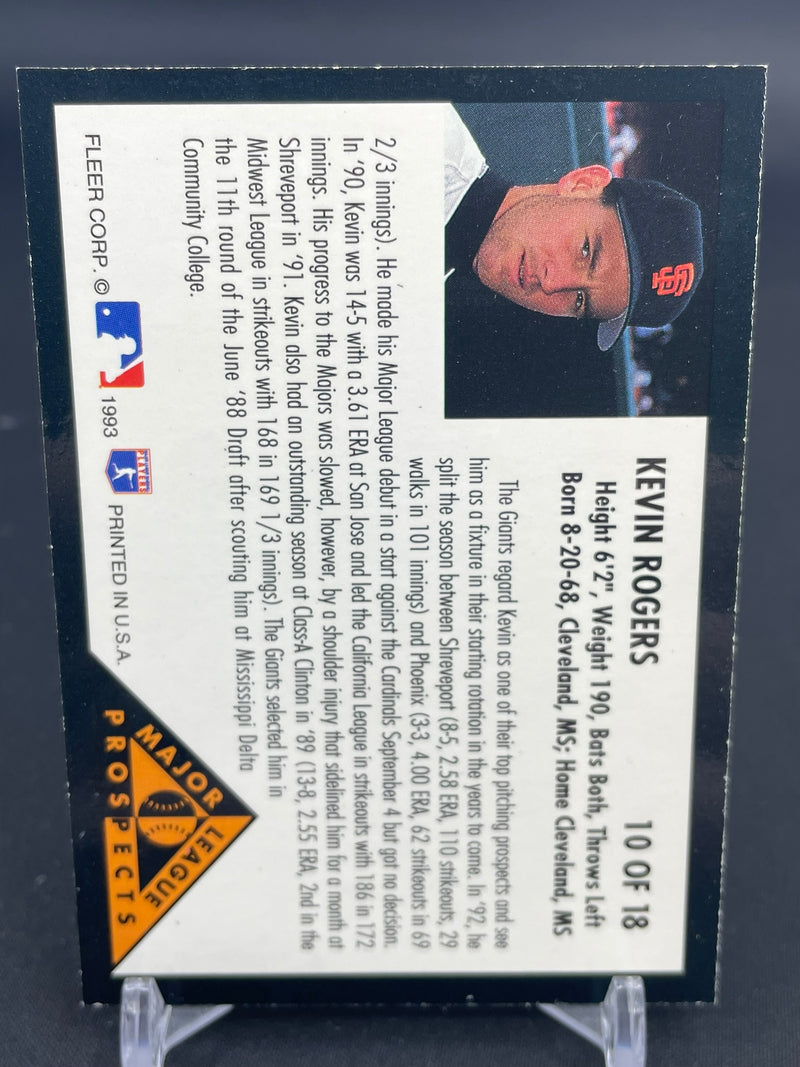 KEVIN ROGERS 10 OF 18
Height 6'2", Weight 190, Bats Both, Throws Left
Born 8-20-68, Cleveland, MS; Home Cleveland, MS
The Giants regard Kevin as one of their top pitching prospects and see
him as a fixture in their starting rotation in the years to come. In '92, he
split the season between Shreveport (8-5, 2.58 ERA, 110 strikeouts, 29
walks in 101 innings) and Phoenix (3-3, 4.00 ERA, 62 strikeouts in 69
2/3 innings). He made his Major League debut in a start against the Cardinals September 4 but got no decision.
In '90, Kevin was 14-5 with a 3.61 ERA at San Jose and led the California League in strikeouts with 186 in 172
innings. His progress to the Majors was slowed, however, by a shoulder injury that sidelined him for a month at
Shreveport in '91. Kevin also had an outstanding season at Class-A Clinton in '89 (13-8, 2.55 ERA, 2nd in the
Midwest League in strikeouts with 168 in 169 1/3 innings). The Giants selected him in
the 11th round of the June '88 Draft after scouting him at Mississippi Delta
Community College.
FLEER CORP. © 1993 PLAYERS PRINTED IN U.S.A.
MAJOR LEAGUE
PROSPECTS
SF